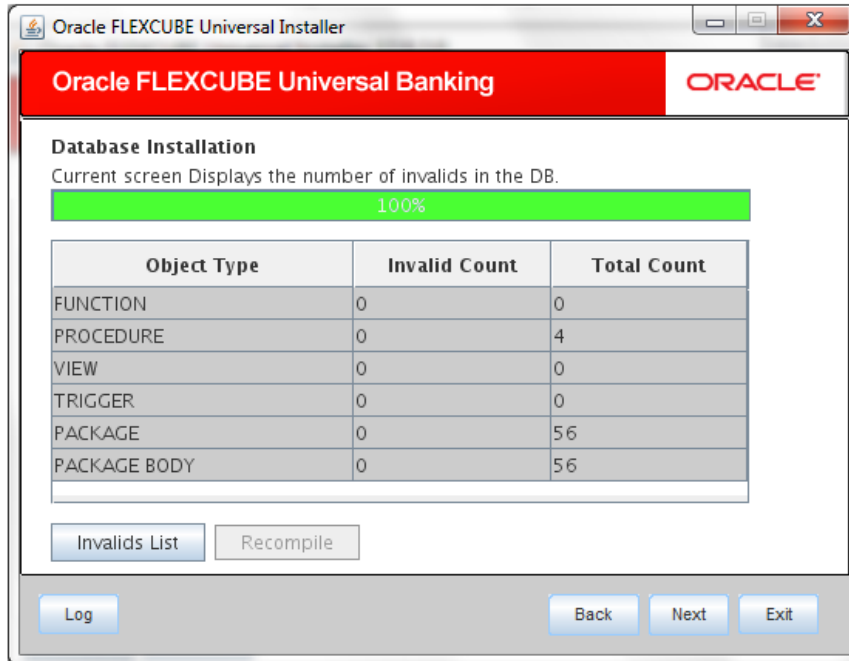 Oracle FLEXCUBE Universal Installer
Oracle FLEXCUBE Universal Banking
ORACLE
Database Installation
Current screen Displays the number of invalids in the DB.
100%
Object Type Invalid Count Total Count
FUNCTION 0 0
PROCEDURE 0 4
VIEW 0 0
TRIGGER 0 0
PACKAGE 0 56
PACKAGE BODY 0 56
Invalids List Recompile
Log Back Next Exit